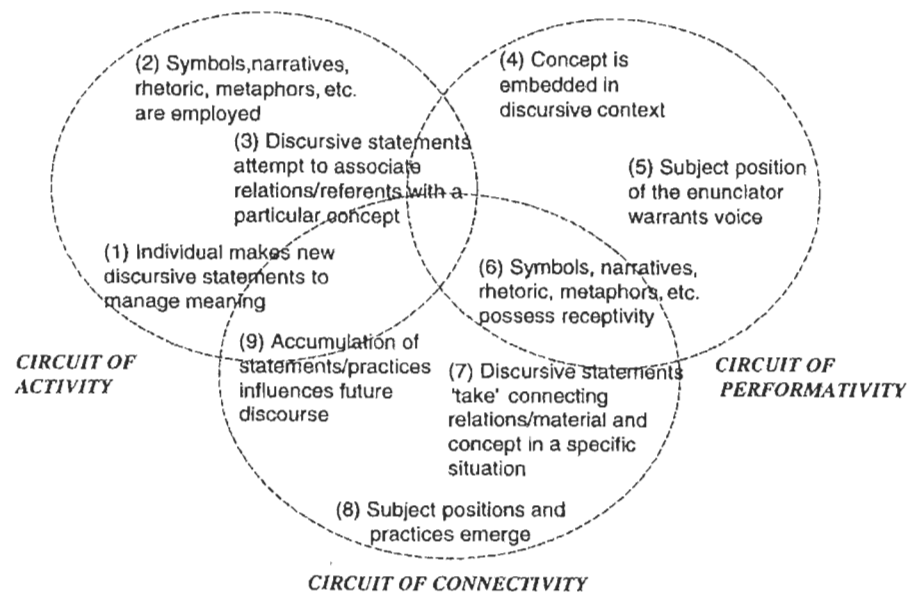 (2) Symbols,narratives,
rhetoric, metaphors, etc.
are employed
(3) Discursive statements
attempt to associate
relations/referents with a
particular concept
(1) Individual makes new
discursive statements to
manage meaning
(4) Concept is
embedded in
discursive context
(5) Subject position
of the enunciator
warrants voice
(6) Symbols, narratives,
rhetoric, metaphors, etc.
possess receptivity
(9) Accumulation of
statements/practices
influences future
discourse
(7) Discursive statements
'take' connecting
relations/material and
concept in a specific
situation
(8) Subject positions and
practices emerge
CIRCUIT OF
ACTIVITY
CIRCUIT OF
PERFORMATIVITY
CIRCUIT OF CONNECTIVITY